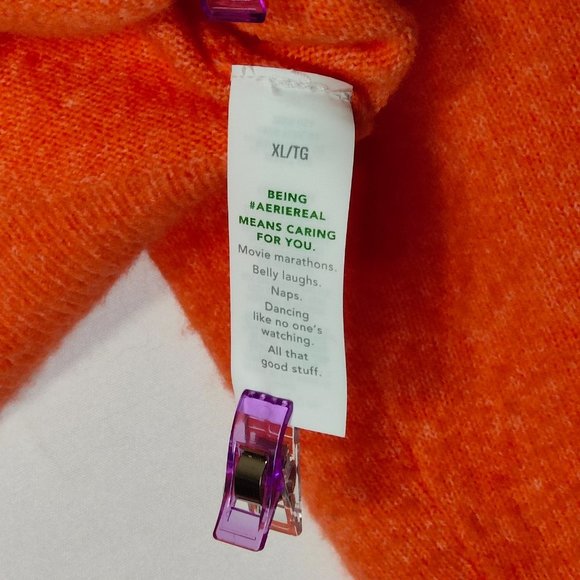 XL/TG
BEING
#AERIEREAL
MEANS CARING
FOR YOU.
Movie marathons.
Belly laughs.
Naps.
Dancing
like no one's
watching.
All that
good stuff.